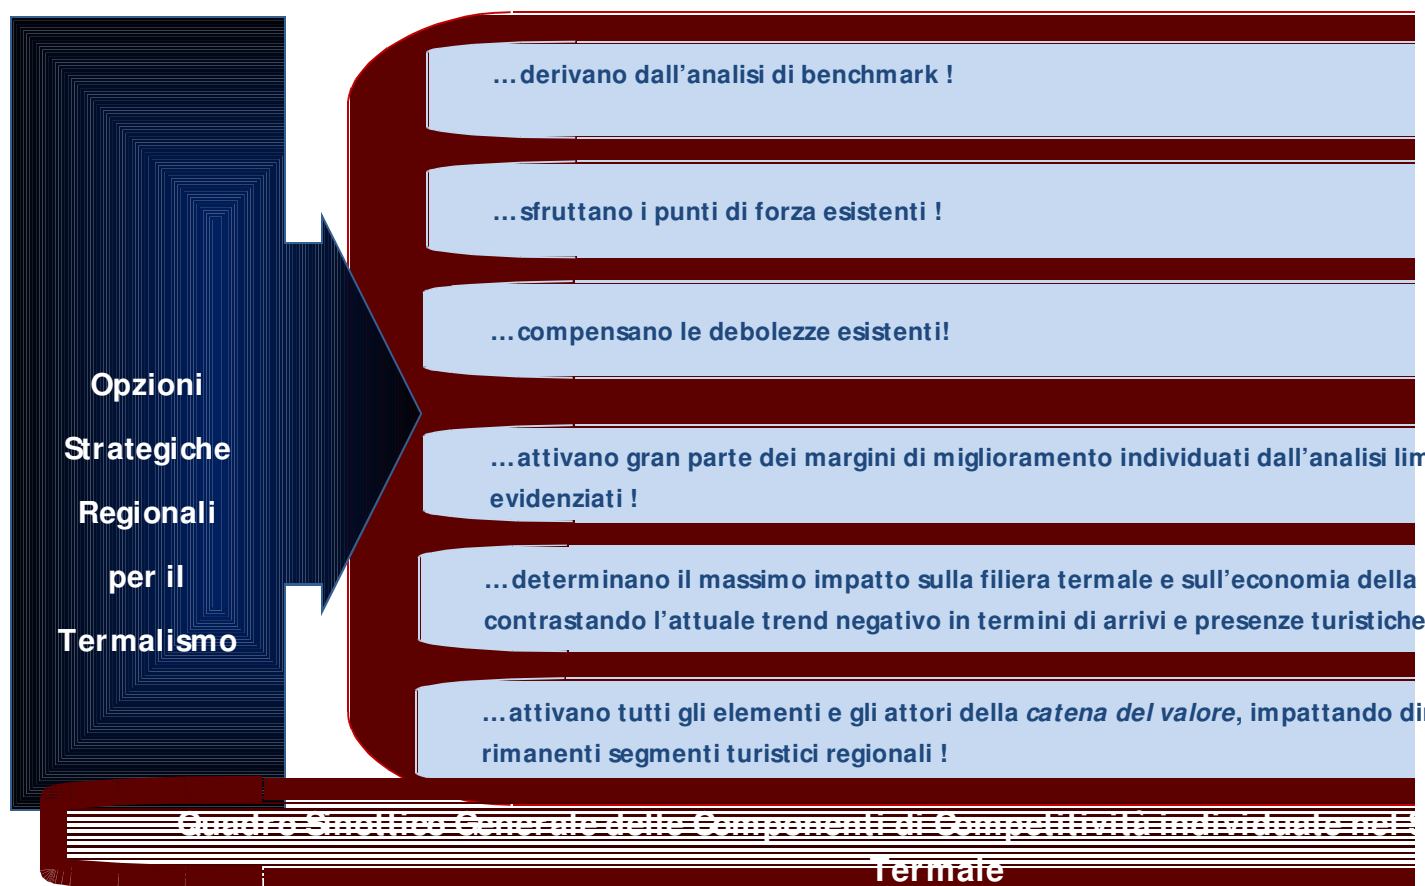 Opzioni
Strategiche
Regionali
per il
Termalismo
...derivano dall'analisi di benchmark !
...sfruttano i punti di forza esistenti !
...compensano le debolezze esistenti!
...attivano gran parte dei margini di miglioramento individuati dall'analisi
evidenziati !
...determinano il massimo impatto sulla filiera termale e sull'economia della
contrastando l'attuale trend negativo in termini di arrivi e presenze turistiche
...attivano tutti gli elementi e gli attori della catena del valore, impattando
rimanenti segmenti turistici regionali !
Quadro Sinottico Generale delle Componenti di Competitività individuate nel
Termale